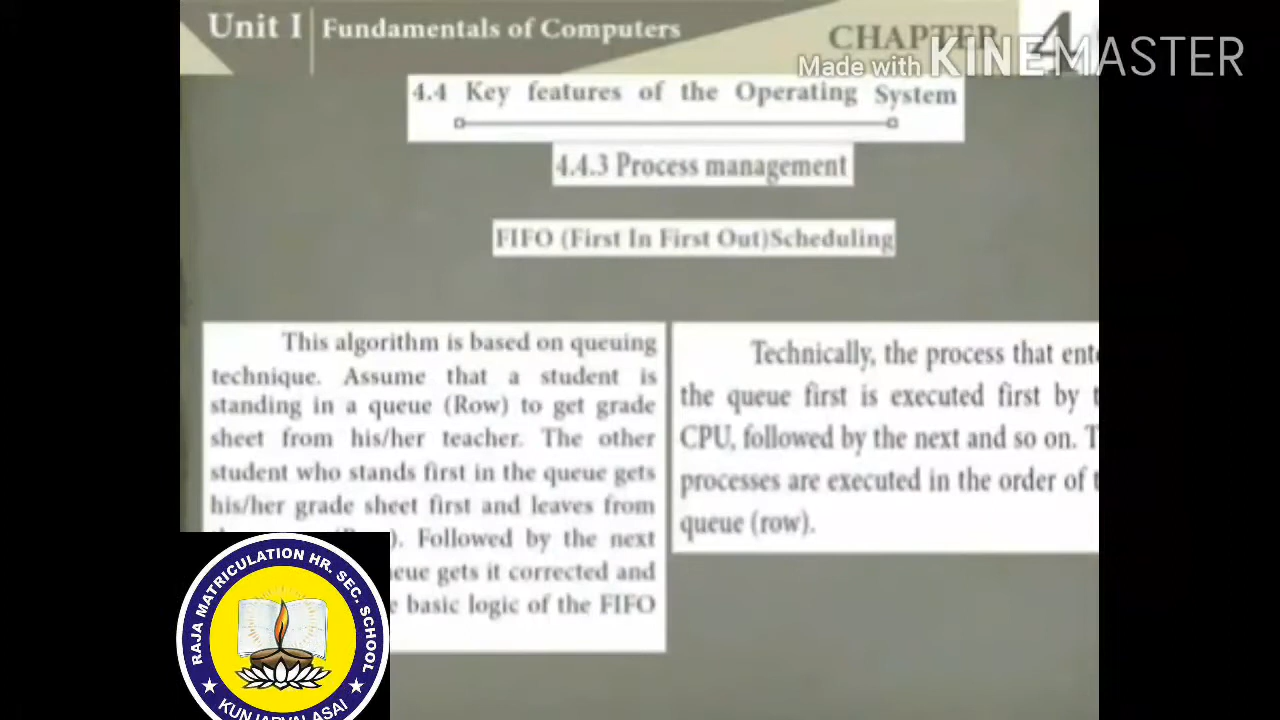 Unit I Fundamentals of Computers
CHAPTER 4
Made with KINEMASTER
4.4 Key features of the Operating System
4.4.3 Process management
FIFO (First In First Out)Scheduling
This algorithm is based on queuing
technique. Assume that a student is
standing in a queue (Row) to get grade
sheet from his/her teacher. The other
student who stands first in the queue gets
his/her grade sheet first and leaves from
). Followed by the next
gets it corrected and
basic logic of the FIFO
Technically, the process that
the queue first is executed first by
CPU, followed by the next and so on.
processes are executed in the order of
queue (row).
RAJA MATRICULATION HR. SEC. SCHOOL